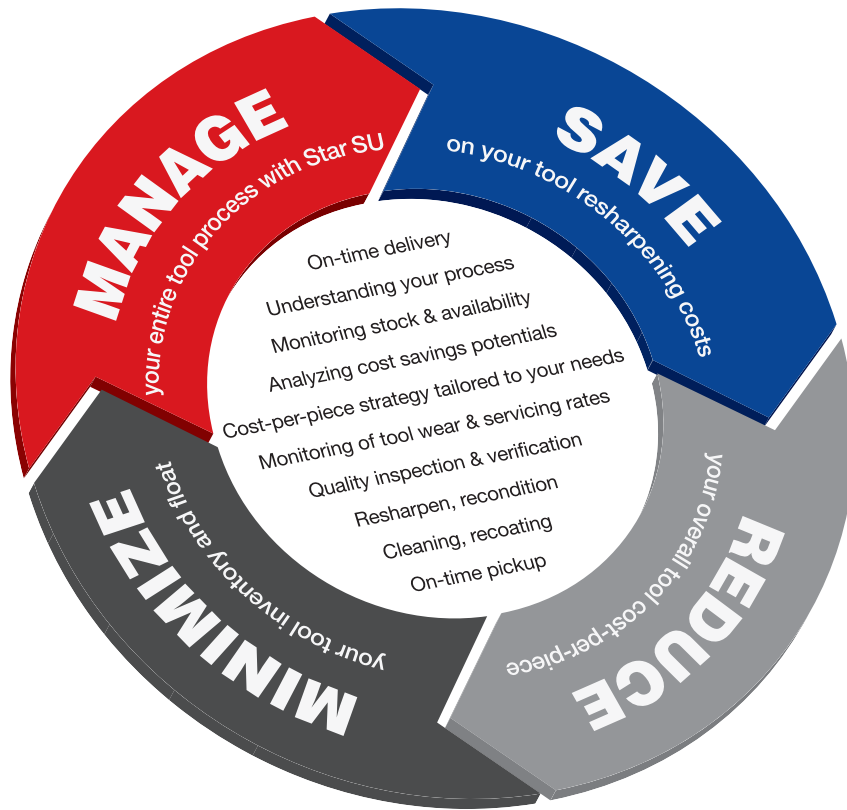 MANAGE
your entire tool process with Star SU
SAVE
on your tool resharpening costs
REDUCE
your overall tool cost-per-piece
MINIMIZE
your tool inventory and float
On-time delivery
Understanding your process
Monitoring stock & availability
Analyzing cost savings potentials
Cost-per-piece strategy tailored to your needs
Monitoring of tool wear & servicing rates
Quality inspection & verification
Resharpen, recondition
Cleaning, recoating
On-time pickup